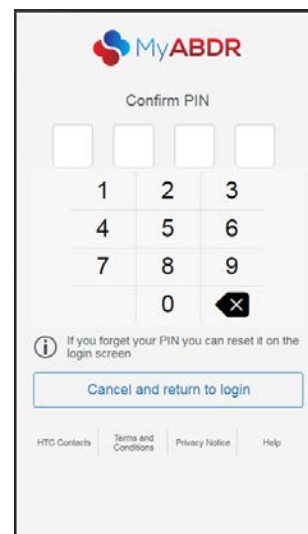 MyABDR
Confirm PIN
1 2 3
4 5 6
7 8 9
0
If you forget your PIN you can reset it on the
login screen
Cancel and return to login
HTC Contacts Terms and Conditions Privacy Notice Help